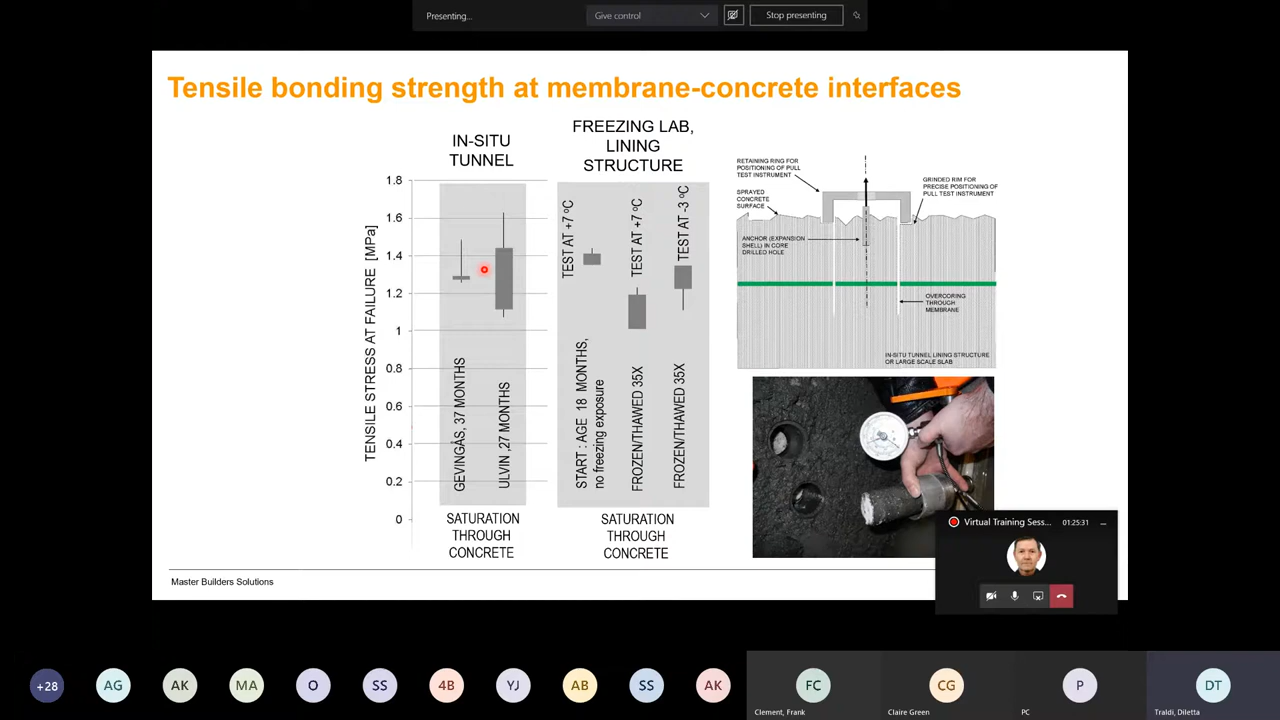 Presenting...
Give control
Stop presenting
Tensile bonding strength at membrane-concrete interfaces
IN-SITU
TUNNEL
FREEZING LAB,
LINING
STRUCTURE
TENSILE STRESS AT FAILURE [MPa]
1.8
1.6
1.4
1.2
1
0.8
0.6
0.4
0.2
0
GEVINGÅS, 37 MONTHS
ULVIN ,27 MONTHS
TEST AT +7 ºC
TEST AT +7 ºC
TEST AT -3 ºC
START : AGE 18 MONTHS,
no freezing exposure
FROZEN/THAWED 35X
FROZEN/THAWED 35X
SATURATION
THROUGH
CONCRETE
SATURATION
THROUGH
CONCRETE
RETAINING RING FOR
POSITIONING OF PULL
TEST INSTRUMENT
GRINDED RIM FOR
PRECISE POSITIONING OF
PULL TEST INSTRUMENT
SPRAYED
CONCRETE
SURFACE
ANCHOR (EXPANSION
SHELL) IN CORE
DRILLED HOLE
OVERCORING
THROUGH
MEMBRANE
IN-SITU TUNNEL LINING STRUCTURE
OR LARGE SCALE SLAB
Master Builders Solutions
Virtual Training Sess...
01:25:31
+28
AG
AK
MA
O
SS
4B
YJ
AB
SS
AK
FC
CG
P
DT
Clement, Frank
Claire Green
PC
Traldi, Diletta